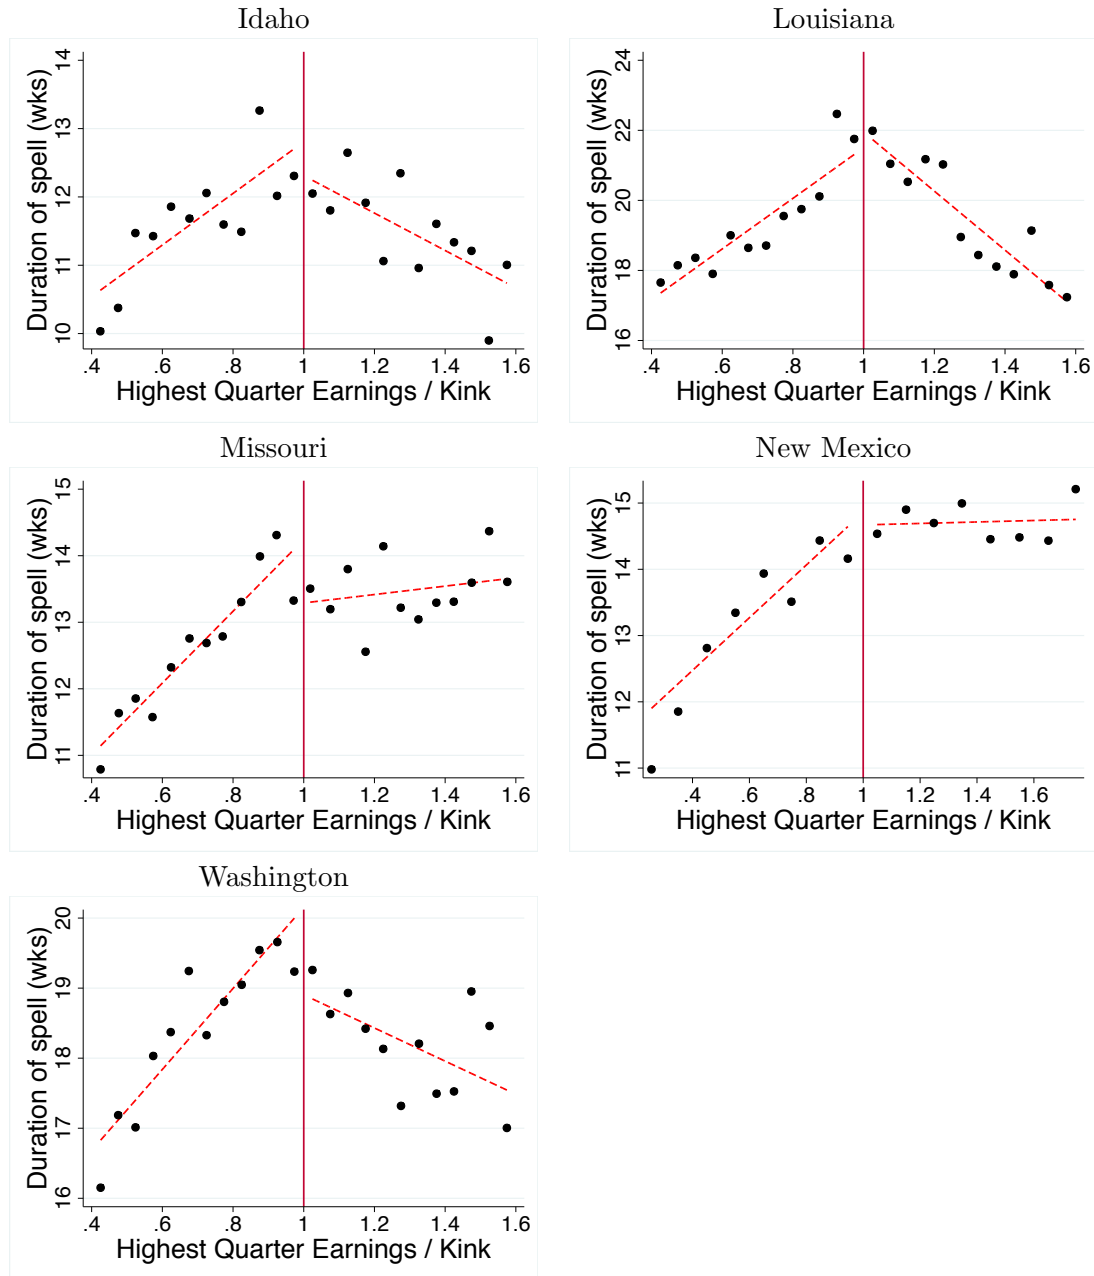 Idaho
Duration of spell (wks)
14
13
12
11
10
.4 .6 .8 1 1.2 1.4 1.6
Highest Quarter Earnings / Kink
Louisiana
Duration of spell (wks)
24
22
20
18
16
.4 .6 .8 1 1.2 1.4 1.6
Highest Quarter Earnings / Kink
Missouri
Duration of spell (wks)
15
14
13
12
11
.4 .6 .8 1 1.2 1.4 1.6
Highest Quarter Earnings / Kink
New Mexico
Duration of spell (wks)
15
14
13
12
11
.4 .6 .8 1 1.2 1.4 1.6
Highest Quarter Earnings / Kink
Washington
Duration of spell (wks)
20
19
18
17
16
.4 .6 .8 1 1.2 1.4 1.6
Highest Quarter Earnings / Kink